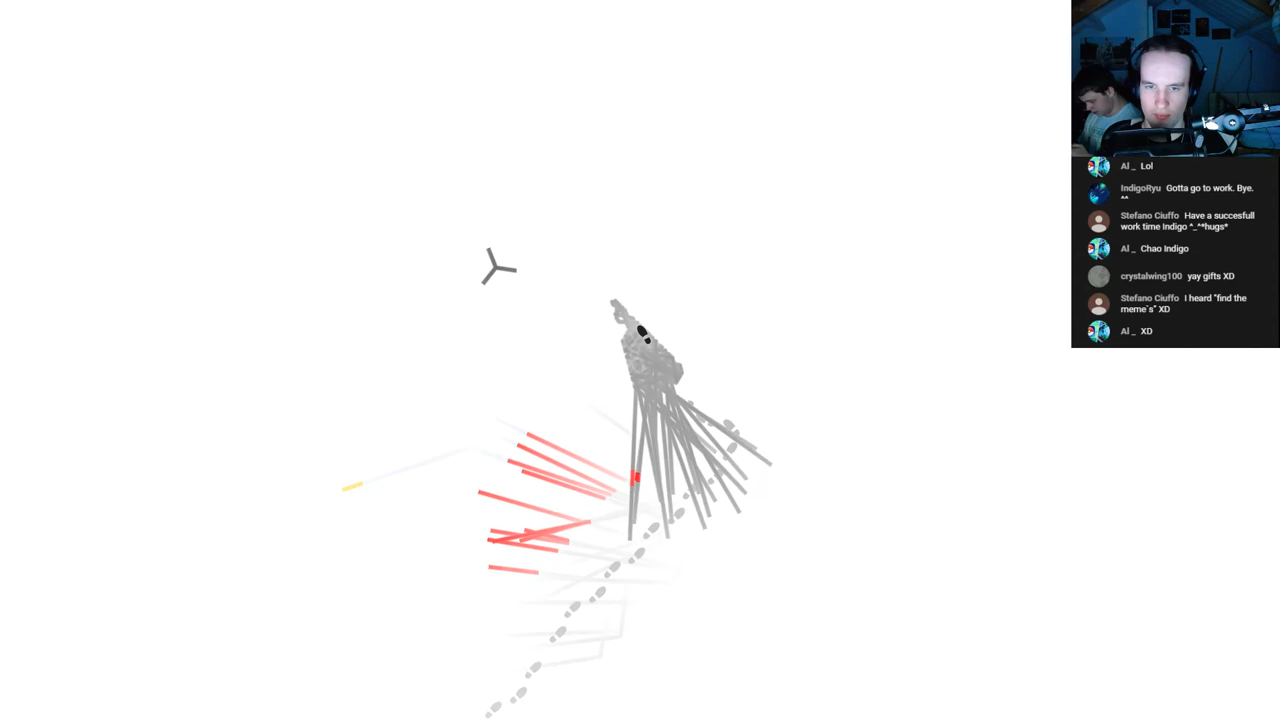 Al _ Lol
IndigoRyu Gotta go to work. Bye.
^^
Stefano Ciuffo Have a succesfull
work time Indigo ^_^*hugs*
Al _ Chao Indigo
crystalwing100 yay gifts XD
Stefano Ciuffo I heard "find the
meme`s" XD
Al _ XD